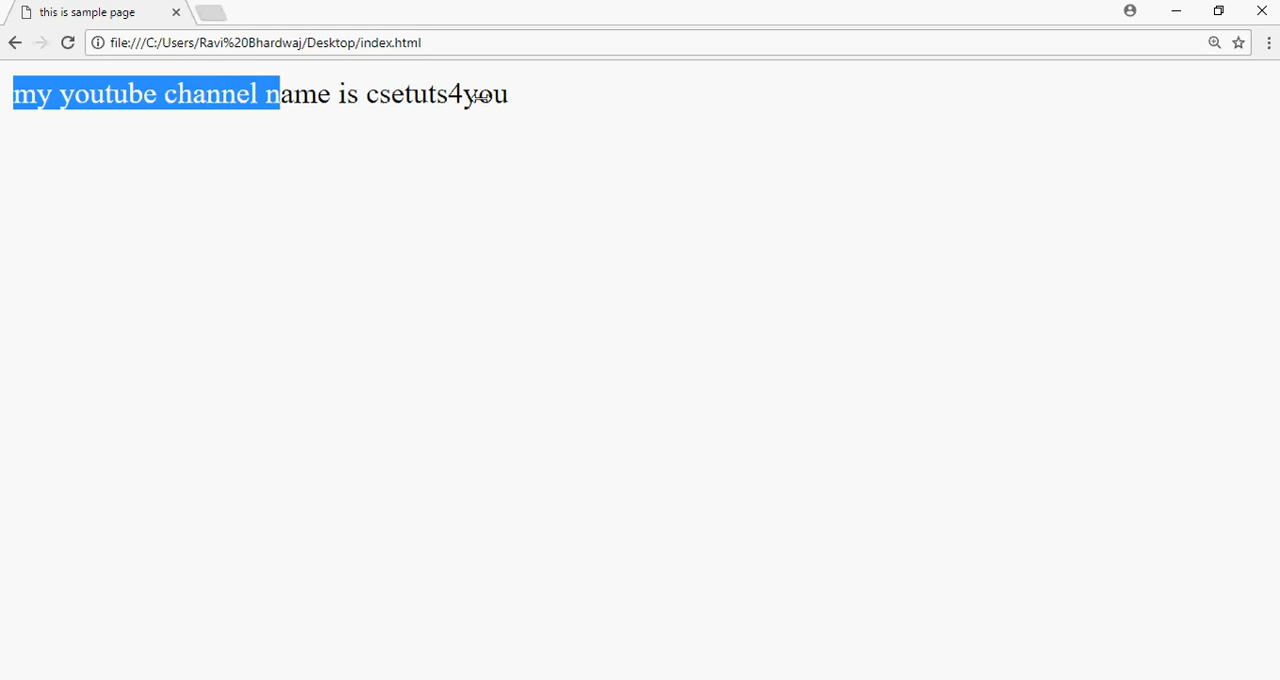 this is sample page
file:///C:/Users/Ravi%20Bhardwaj/Desktop/index.html
my youtube channel name is csetuts4you